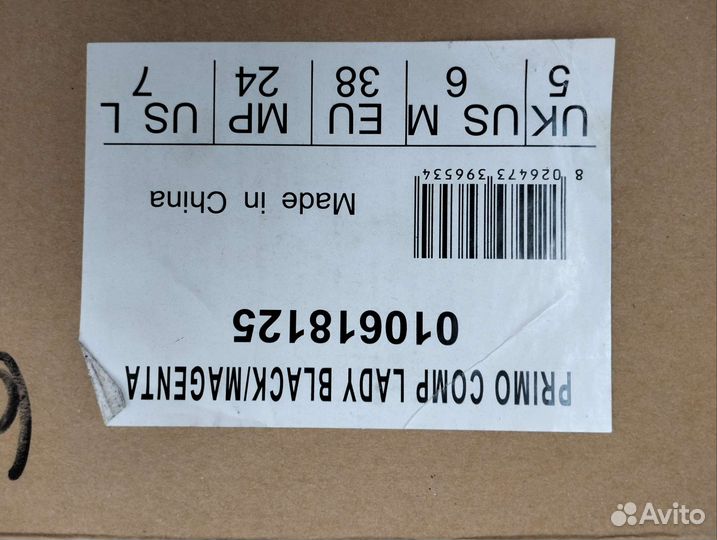 PRIMO COMP LADY BLACK/MAGENTA
010618125
8 026473 396534
Made in China
UK US M EU MP US L
5 6 38 24 7
Avito